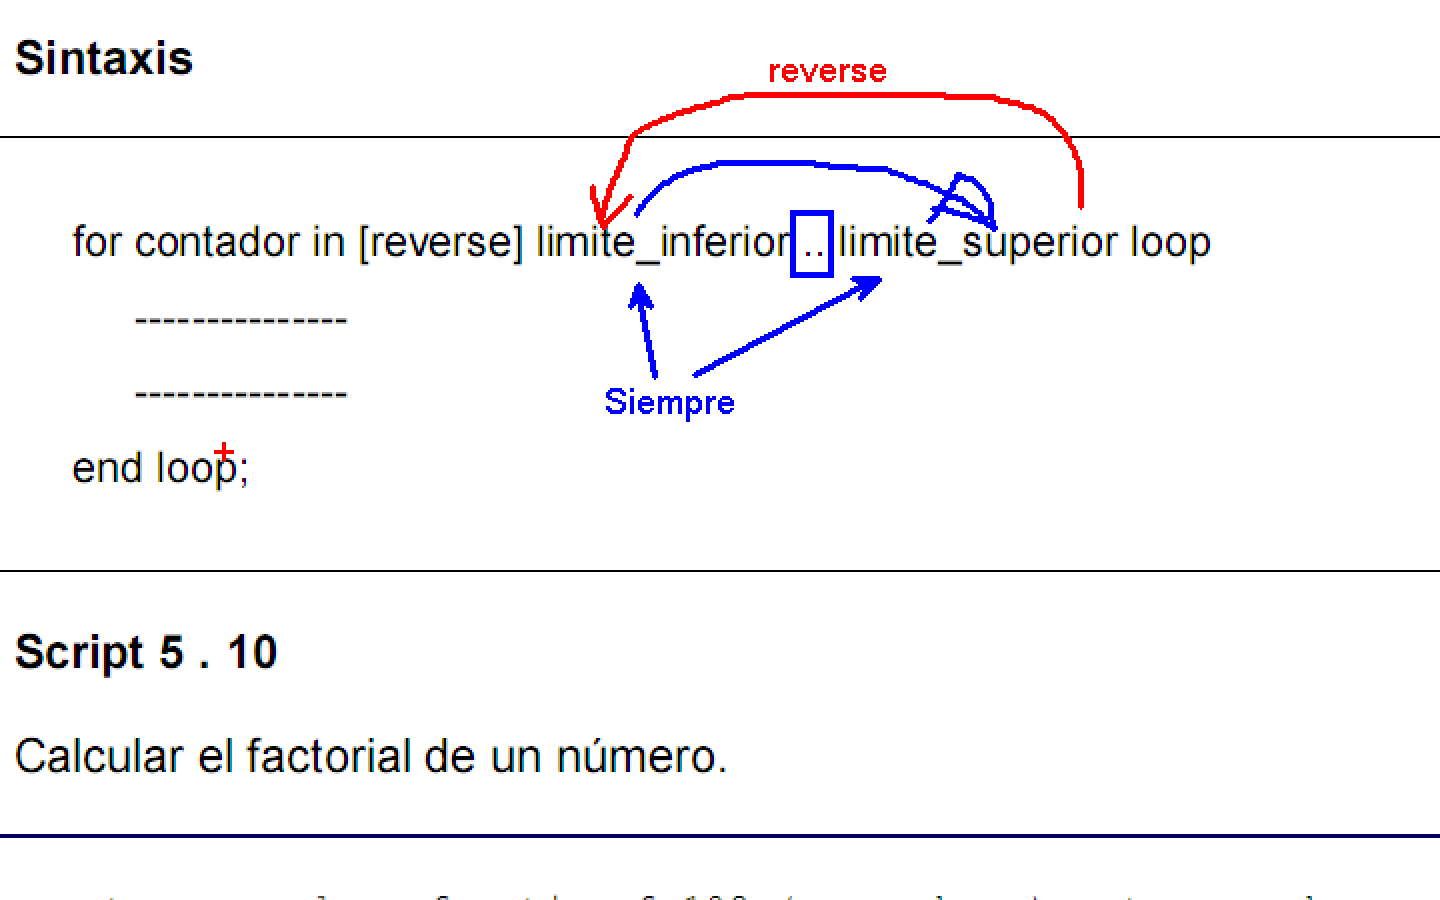 Sintaxis
reverse
for contador in [reverse] limite_inferior .. limite_superior loop
---------------
---------------
Siempre
end loop;
Script 5 . 10
Calcular el factorial de un número.